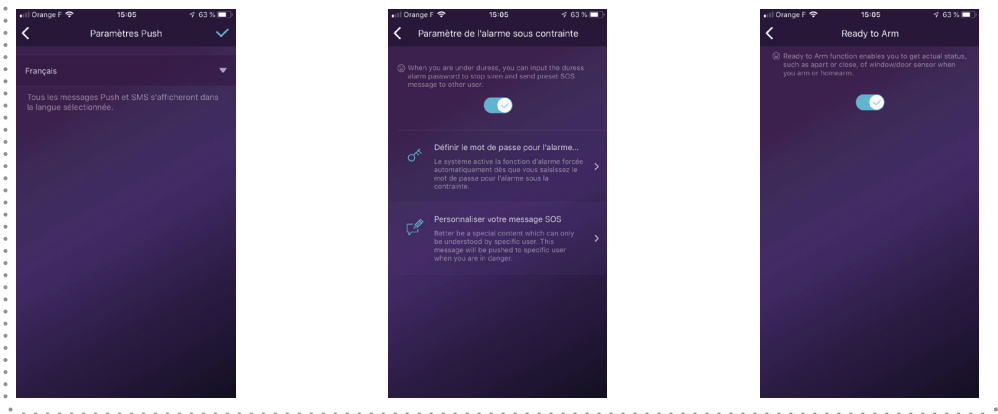 Orange F 15:05 63 %
Paramètres Push
Français
Tous les messages Push et SMS s'afficheront dans
la langue sélectionnée.
Orange F 15:05 63 %
Paramètre de l'alarme sous contrainte
When you are under duress, you can input the duress
alarm password to stop siren and send preset SOS
message to other user.
Définir le mot de passe pour l'alarme...
Le système active la fonction d'alarme forcée
automatiquement dès que vous saisissez le
mot de passe pour l'alarme sous la
contrainte.
Personnaliser votre message SOS
Better be a special content which can only
be understood by specific user. This
message will be pushed to specific user
when you are in danger.
Orange F 15:05 63 %
Ready to Arm
Ready to Arm function enables you to get actual status,
such as apart or close, of window/door sensor when
you arm or homearm.